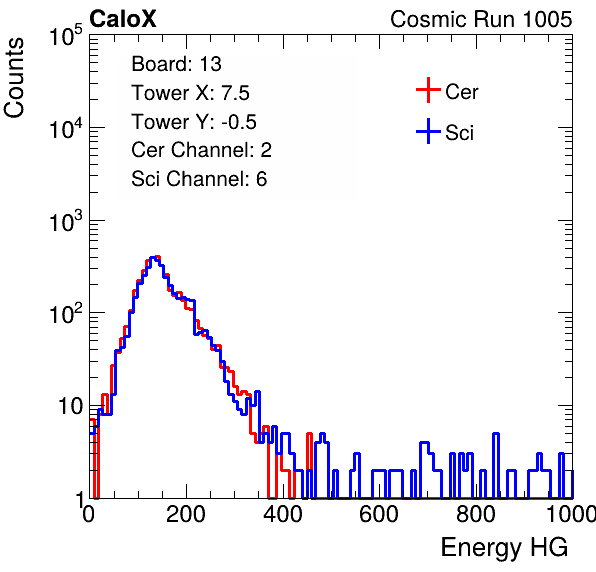 CaloX Cosmic Run 1005
Counts
10^5
10^4
10^3
10^2
10
1
Board: 13
Tower X: 7.5
Tower Y: -0.5
Cer Channel: 2
Sci Channel: 6
Cer
Sci
0 200 400 600 800 1000
Energy HG